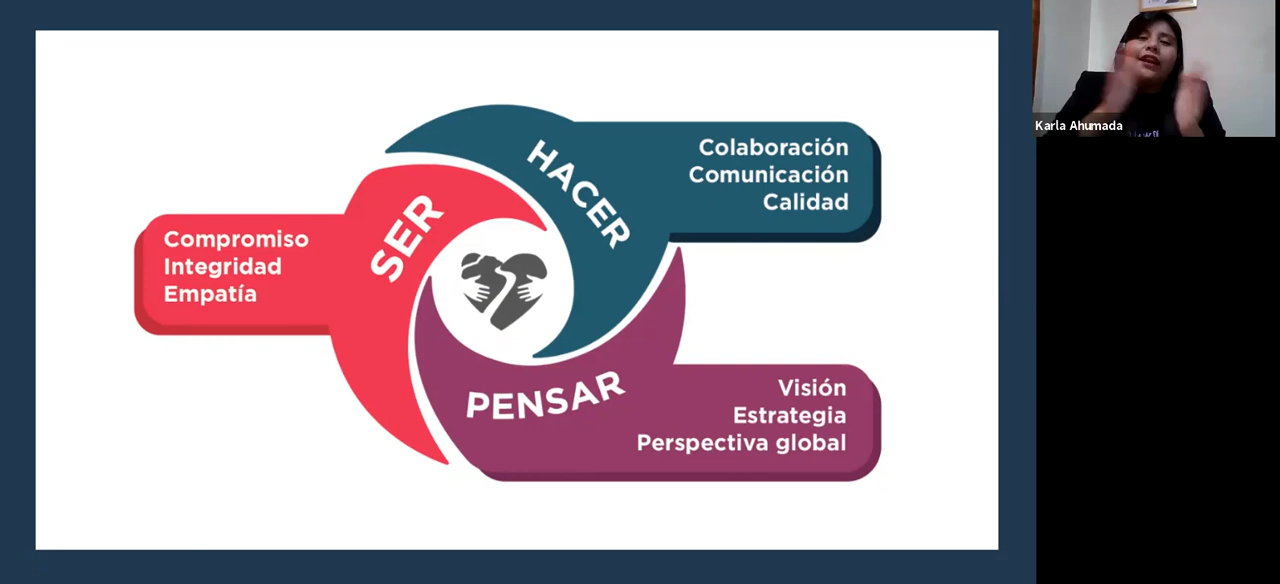 SER
Compromiso
Integridad
Empatía
HACER
Colaboración
Comunicación
Calidad
PENSAR
Visión
Estrategia
Perspectiva global
Karla Ahumada